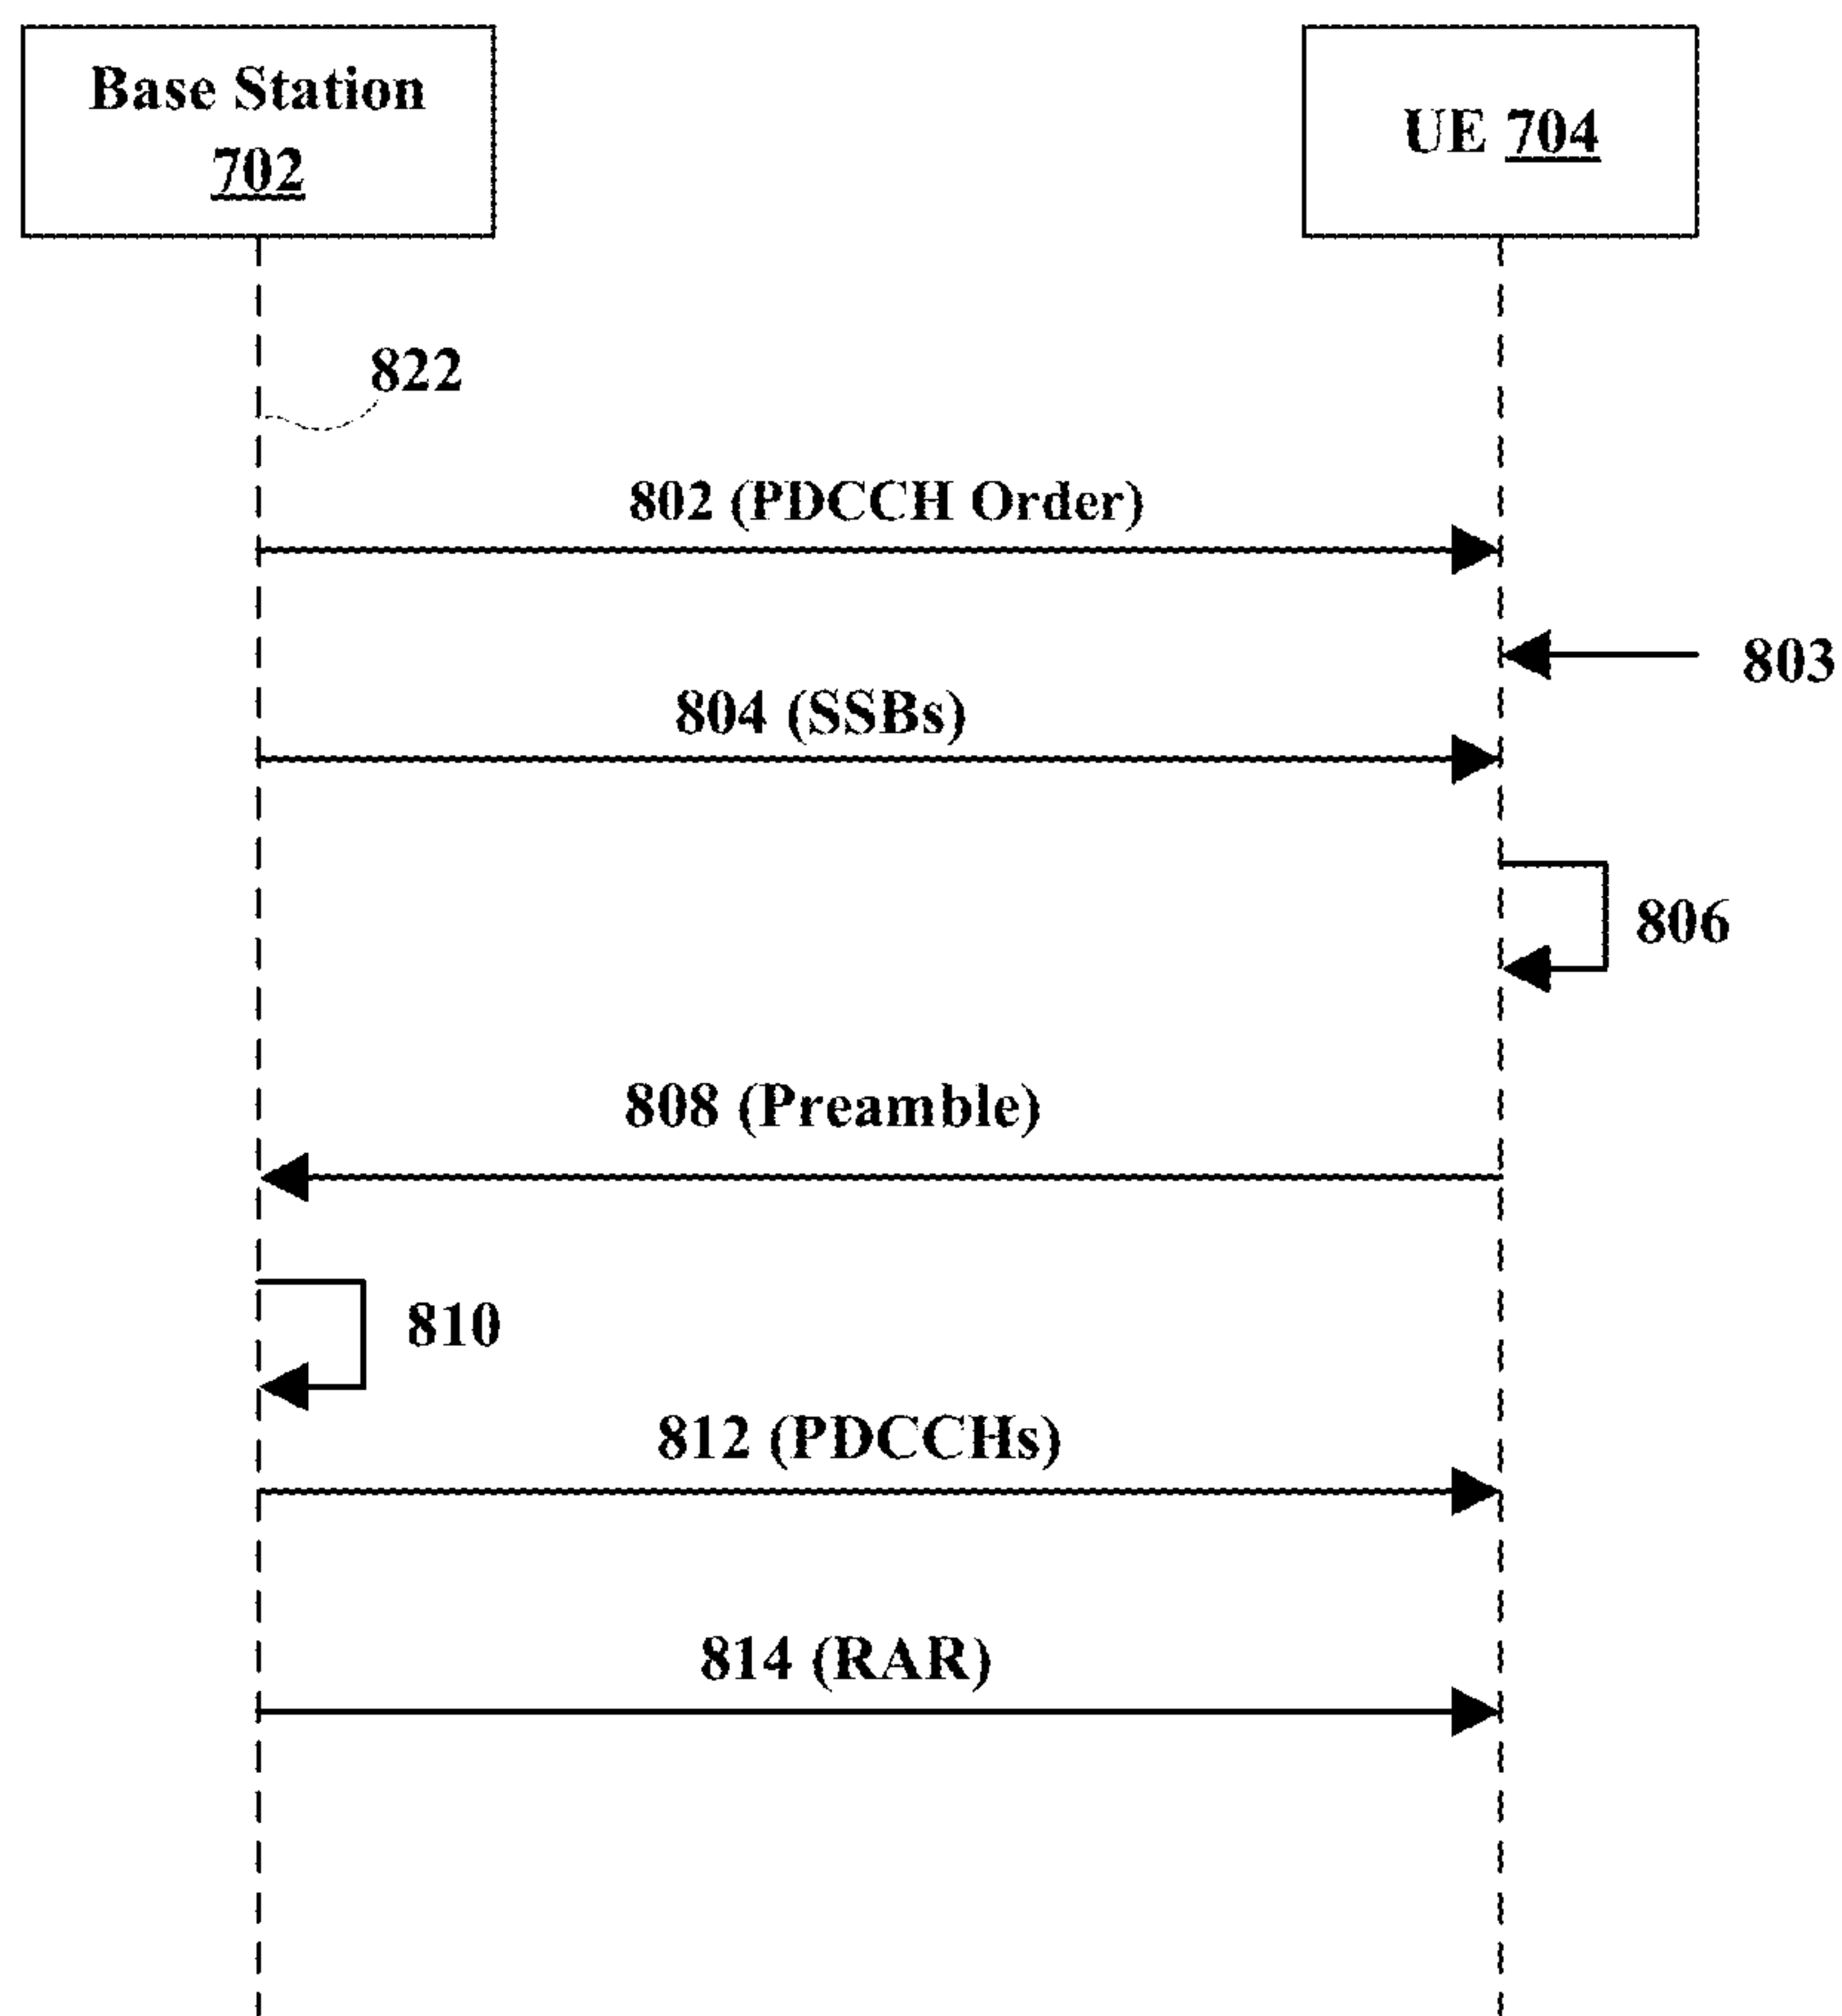 Base Station
702
UE 704
822
802 (PDCCH Order)
803
804 (SSBs)
806
808 (Preamble)
810
812 (PDCCHs)
814 (RAR)